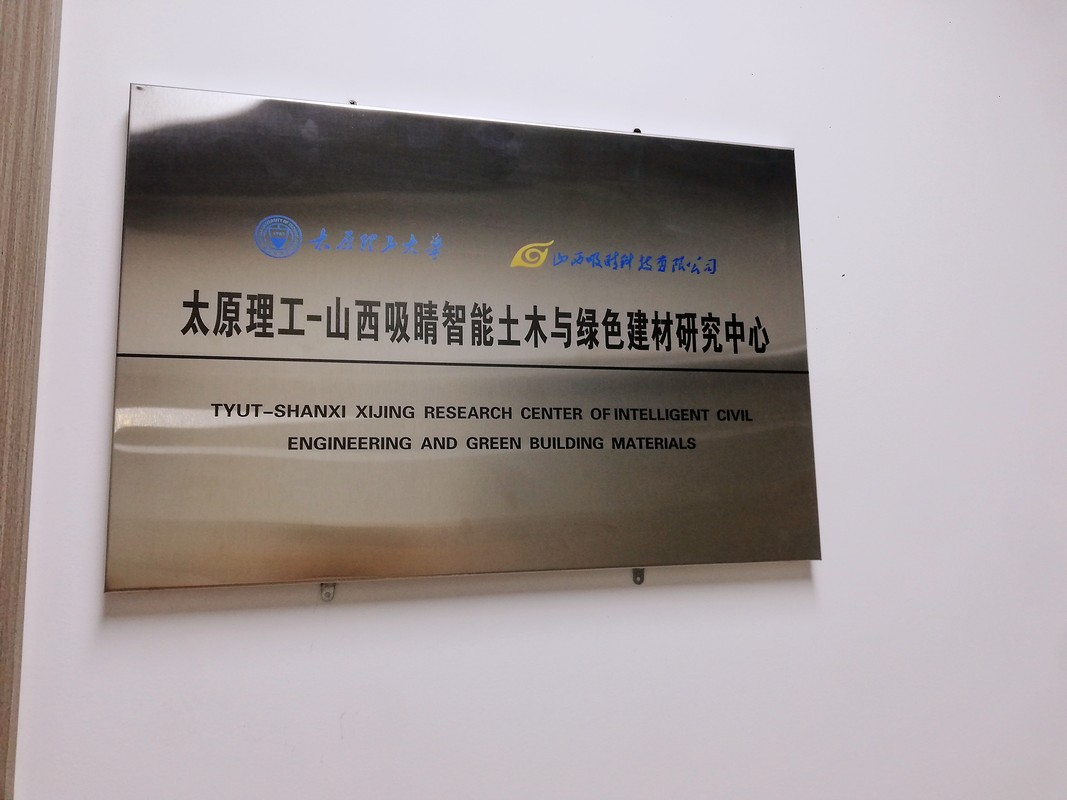 太原理工大学
山西吸睛科技有限公司
太原理工-山西吸睛智能土木与绿色建材研究中心
TYUT-SHANXI XIJING RESEARCH CENTER OF INTELLIGENT CIVIL
ENGINEERING AND GREEN BUILDING MATERIALS